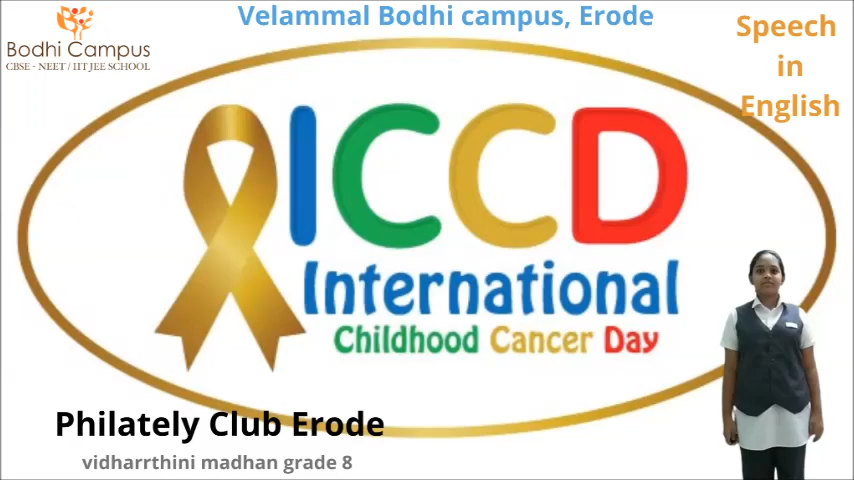 Velammal Bodhi campus, Erode
Bodhi Campus
CBSE - NEET / IIT JEE SCHOOL
Speech
in
English
ICCD
International
Childhood Cancer Day
Philately Club Erode
vidharrthini madhan grade 8